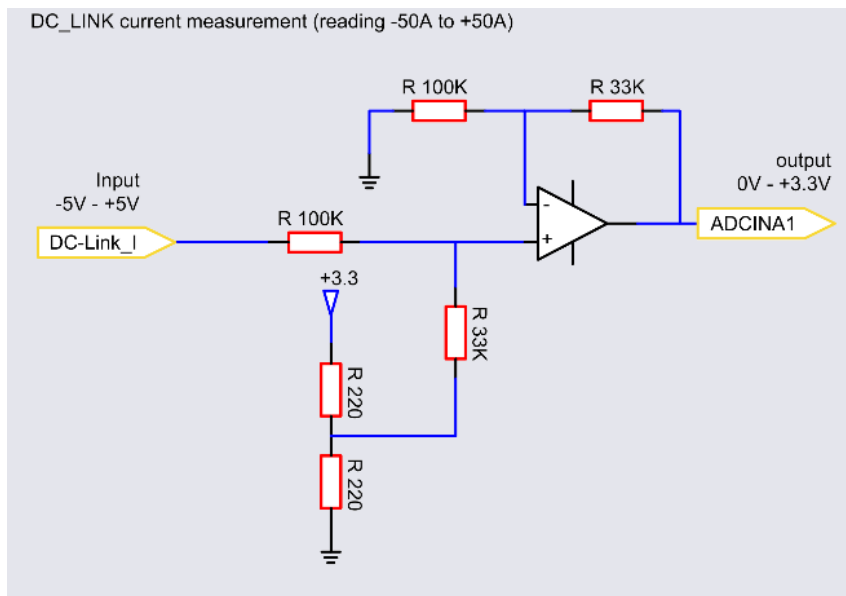 DC_LINK current measurement (reading -50A to +50A)
R 100K
R 33K
output
0V - +3.3V
Input
-5V - +5V
R 100K
-
ADCINA1
DC-Link_I
+
+3.3
R 33K
R 220
R 220